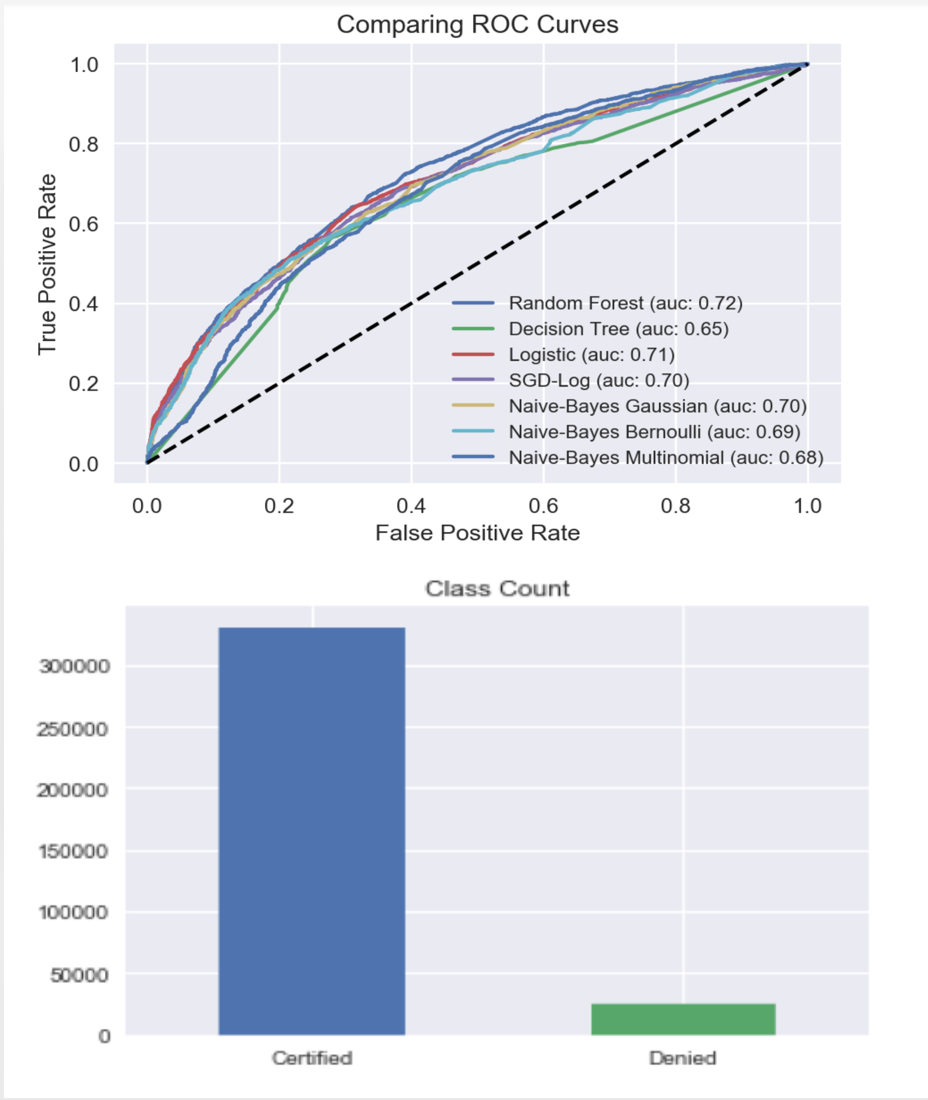 Comparing ROC Curves
1.0
0.8
0.6
0.4
0.2
0.0
True Positive Rate
Random Forest (auc: 0.72)
Decision Tree (auc: 0.65)
Logistic (auc: 0.71)
SGD-Log (auc: 0.70)
Naive-Bayes Gaussian (auc: 0.70)
Naive-Bayes Bernoulli (auc: 0.69)
Naive-Bayes Multinomial (auc: 0.68)
0.0 0.2 0.4 0.6 0.8 1.0
False Positive Rate
Class Count
300000
250000
200000
150000
100000
50000
0
Certified Denied